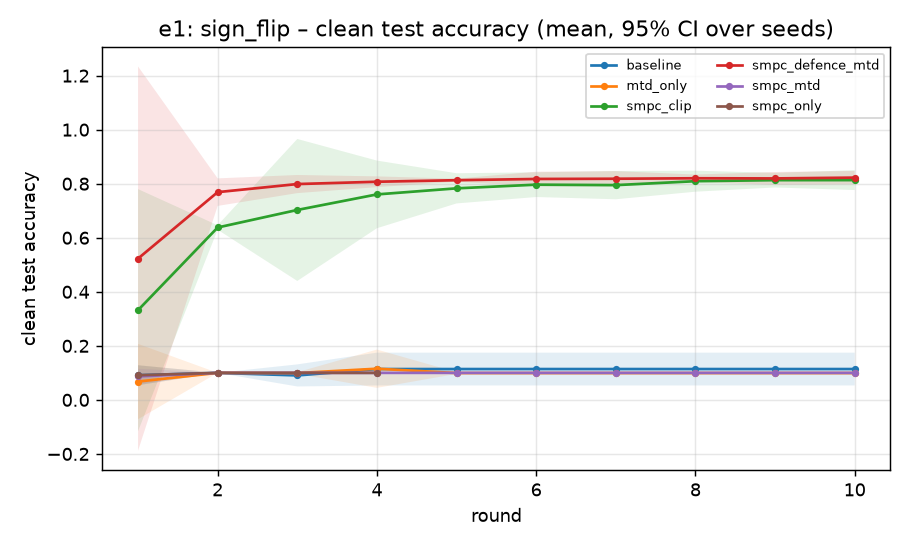 e1: sign_flip – clean test accuracy (mean, 95% CI over seeds)
baseline
mtd_only
smpc_clip
smpc_defence_mtd
smpc_mtd
smpc_only
clean test accuracy
1.2
1.0
0.8
0.6
0.4
0.2
0.0
−0.2
2 4 6 8 10
round